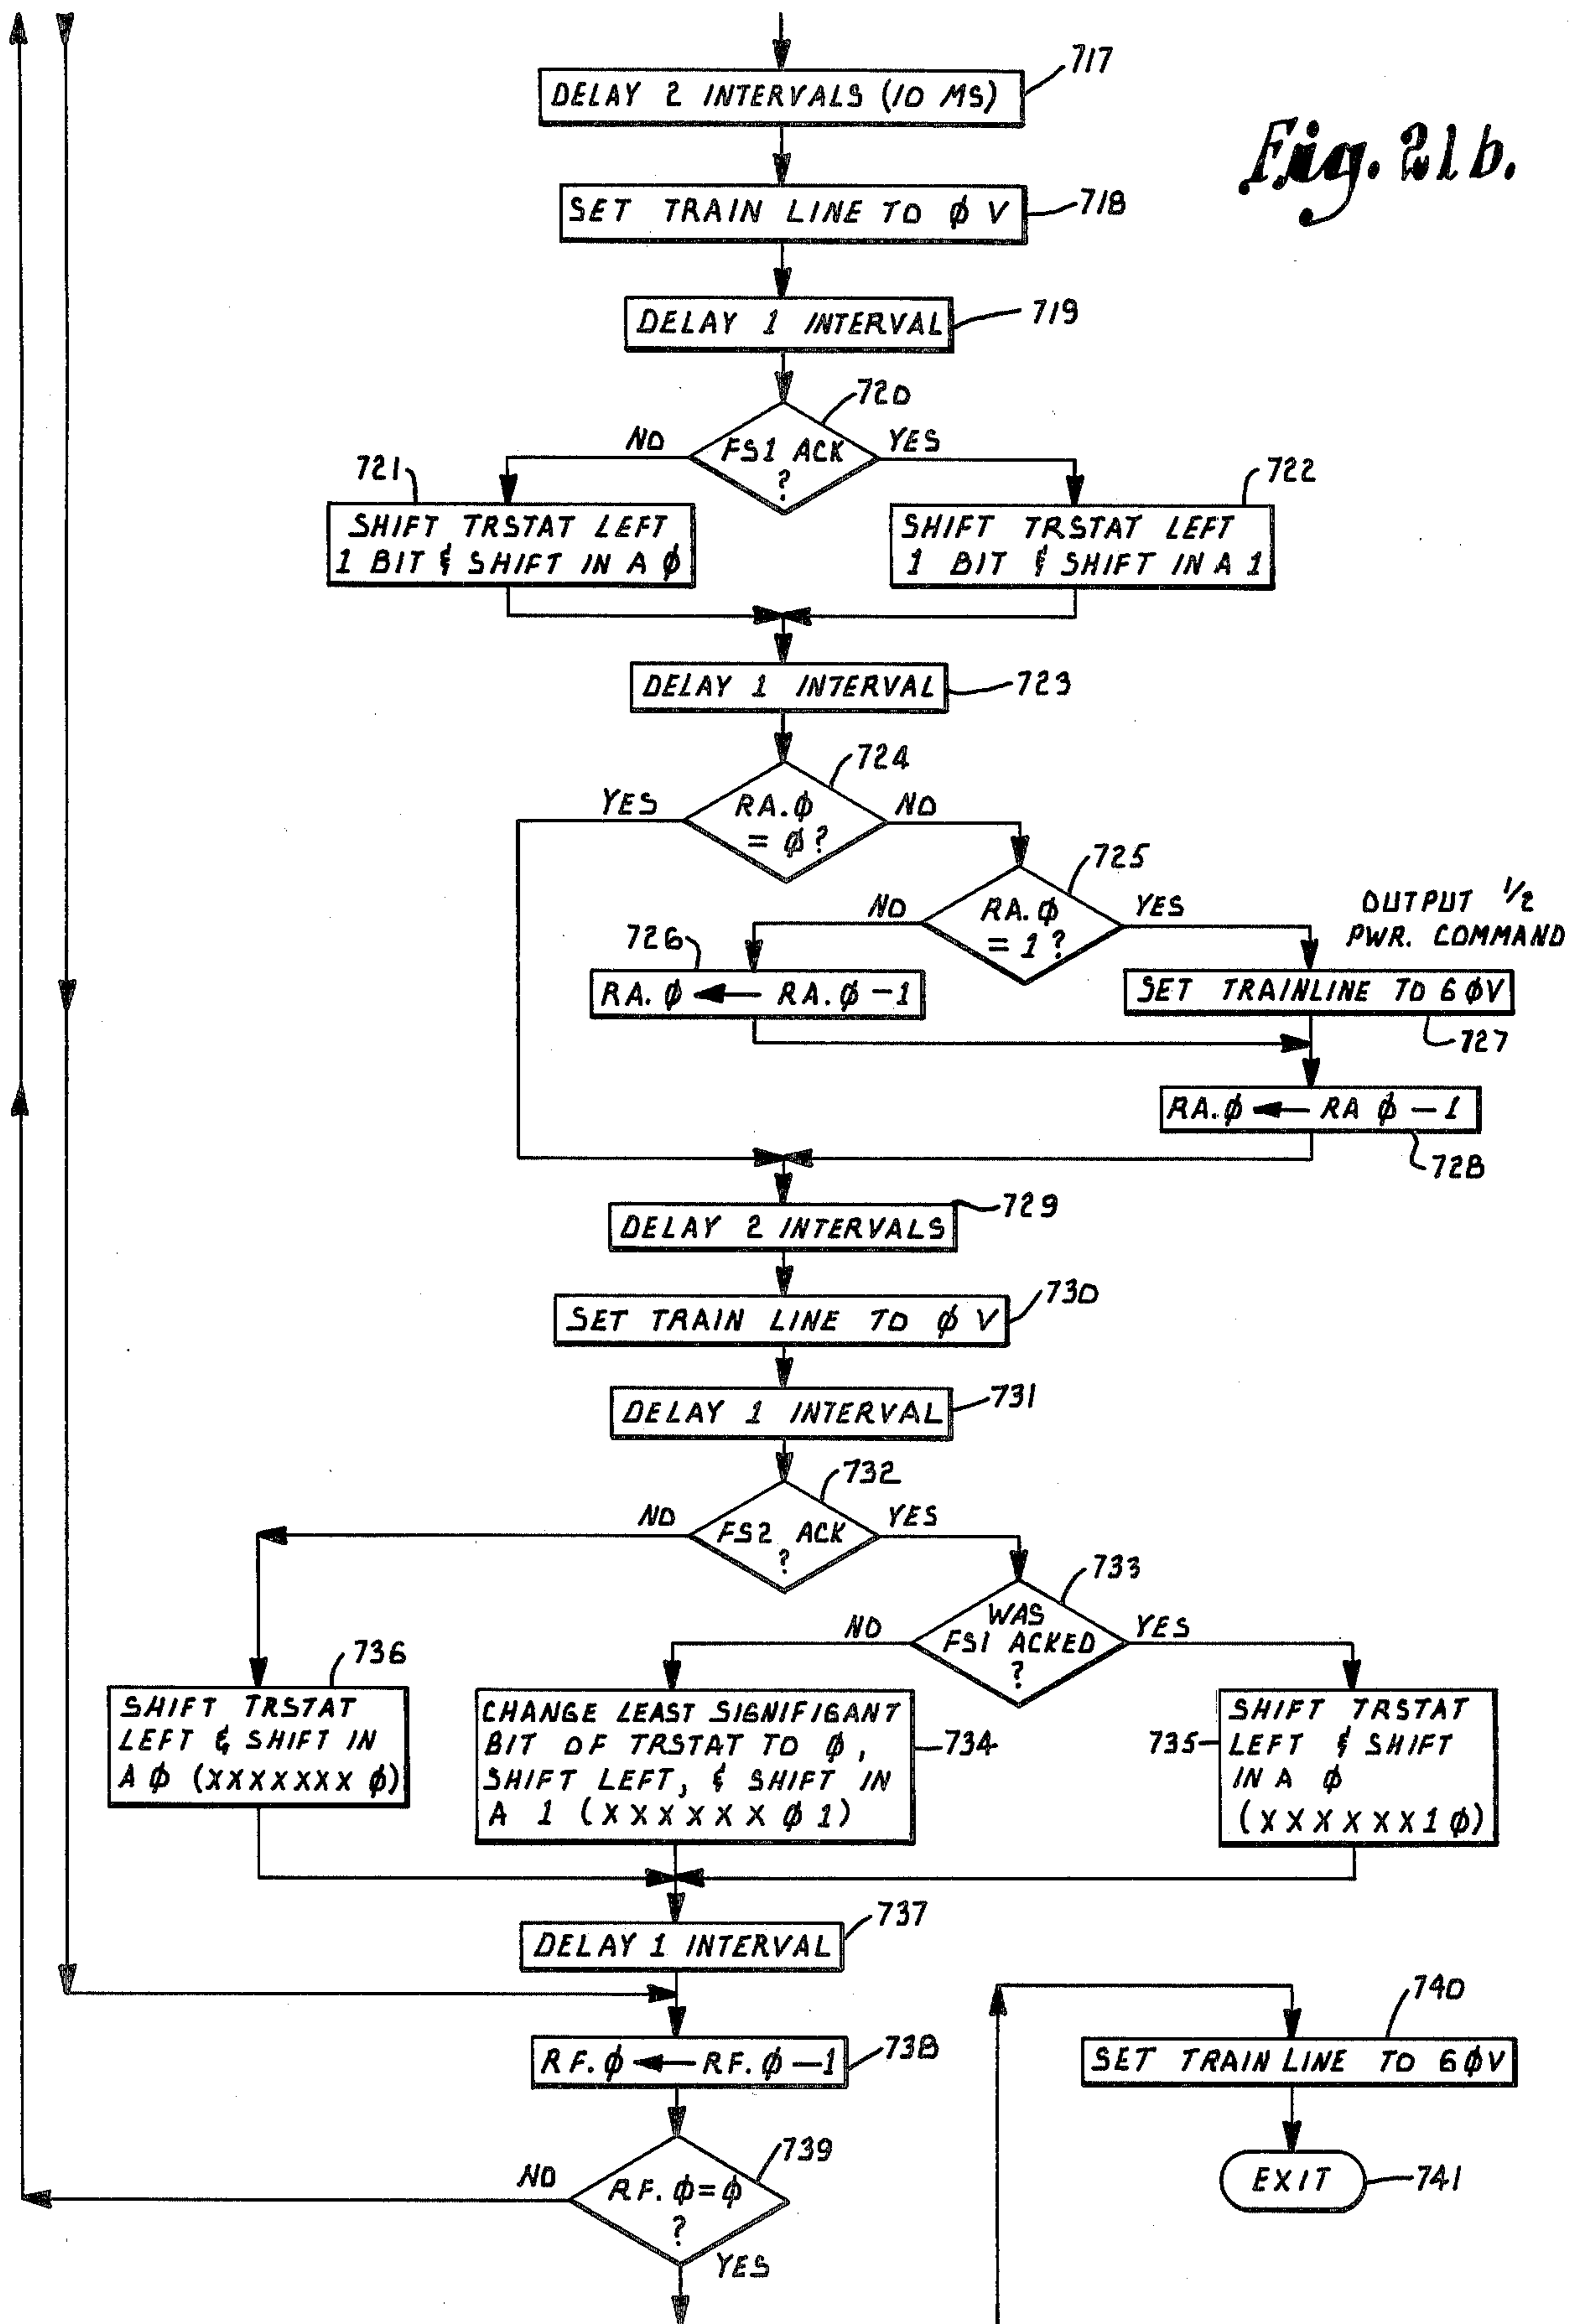 717
DELAY 2 INTERVALS (10 MS)
Fig. 21b.
SET TRAIN LINE TO ϕ V
718
DELAY 1 INTERVAL
719
720
NO
FS1 ACK
?
YES
721
722
SHIFT TRSTAT LEFT
1 BIT & SHIFT IN A ϕ
SHIFT TRSTAT LEFT
1 BIT & SHIFT IN A 1
DELAY 1 INTERVAL
723
724
YES
RA.ϕ
= ϕ?
NO
725
NO
RA.ϕ
= 1?
YES
OUTPUT 1/2
PWR. COMMAND
726
RA.ϕ ← RA.ϕ-1
SET TRAINLINE TO 6ϕV
727
RA.ϕ ← RA ϕ-1
728
729
DELAY 2 INTERVALS
730
SET TRAIN LINE TO ϕ V
731
DELAY 1 INTERVAL
732
NO
FS2 ACK
?
YES
733
NO
WAS
FS1 ACKED
?
YES
736
SHIFT TRSTAT
LEFT & SHIFT IN
A ϕ (XXXXXXX ϕ)
CHANGE LEAST SIGNIFIGANT
BIT OF TRSTAT TO ϕ,
SHIFT LEFT, & SHIFT IN
A 1 (XXXXXXϕ1)
734
735
SHIFT TRSTAT
LEFT & SHIFT
IN A ϕ
(XXXXXX1ϕ)
737
DELAY 1 INTERVAL
740
RF.ϕ ← RF.ϕ-1
738
SET TRAIN LINE TO 6ϕV
739
NO
RF.ϕ=ϕ
?
YES
EXIT
741